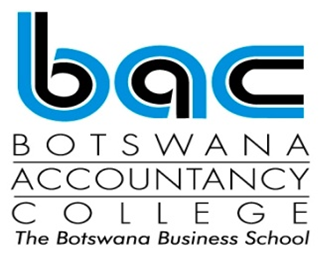 bac
BOTSWANA
ACCOUNTANCY
COLLEGE
The Botswana Business School